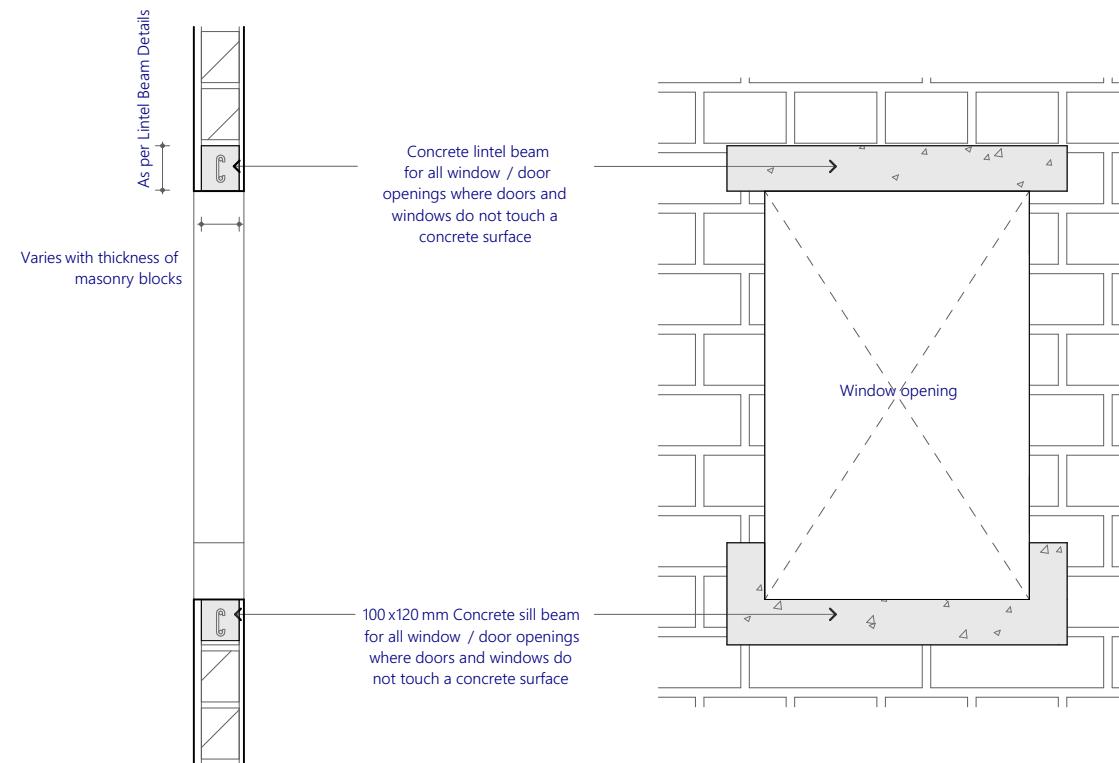 As per Lintel Beam Details
Concrete lintel beam
for all window / door
openings where doors and
windows do not touch a
concrete surface
Varies with thickness of
masonry blocks
Window opening
100 x120 mm Concrete sill beam
for all window / door openings
where doors and windows do
not touch a concrete surface